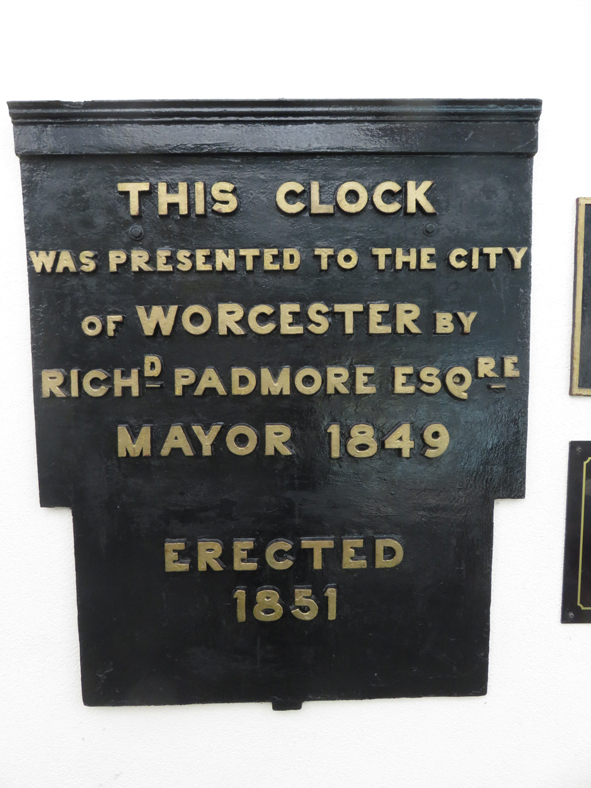 THIS CLOCK
WAS PRESENTED TO THE CITY
OF WORCESTER BY
RICHD PADMORE ESQRE
MAYOR 1849
ERECTED
1851